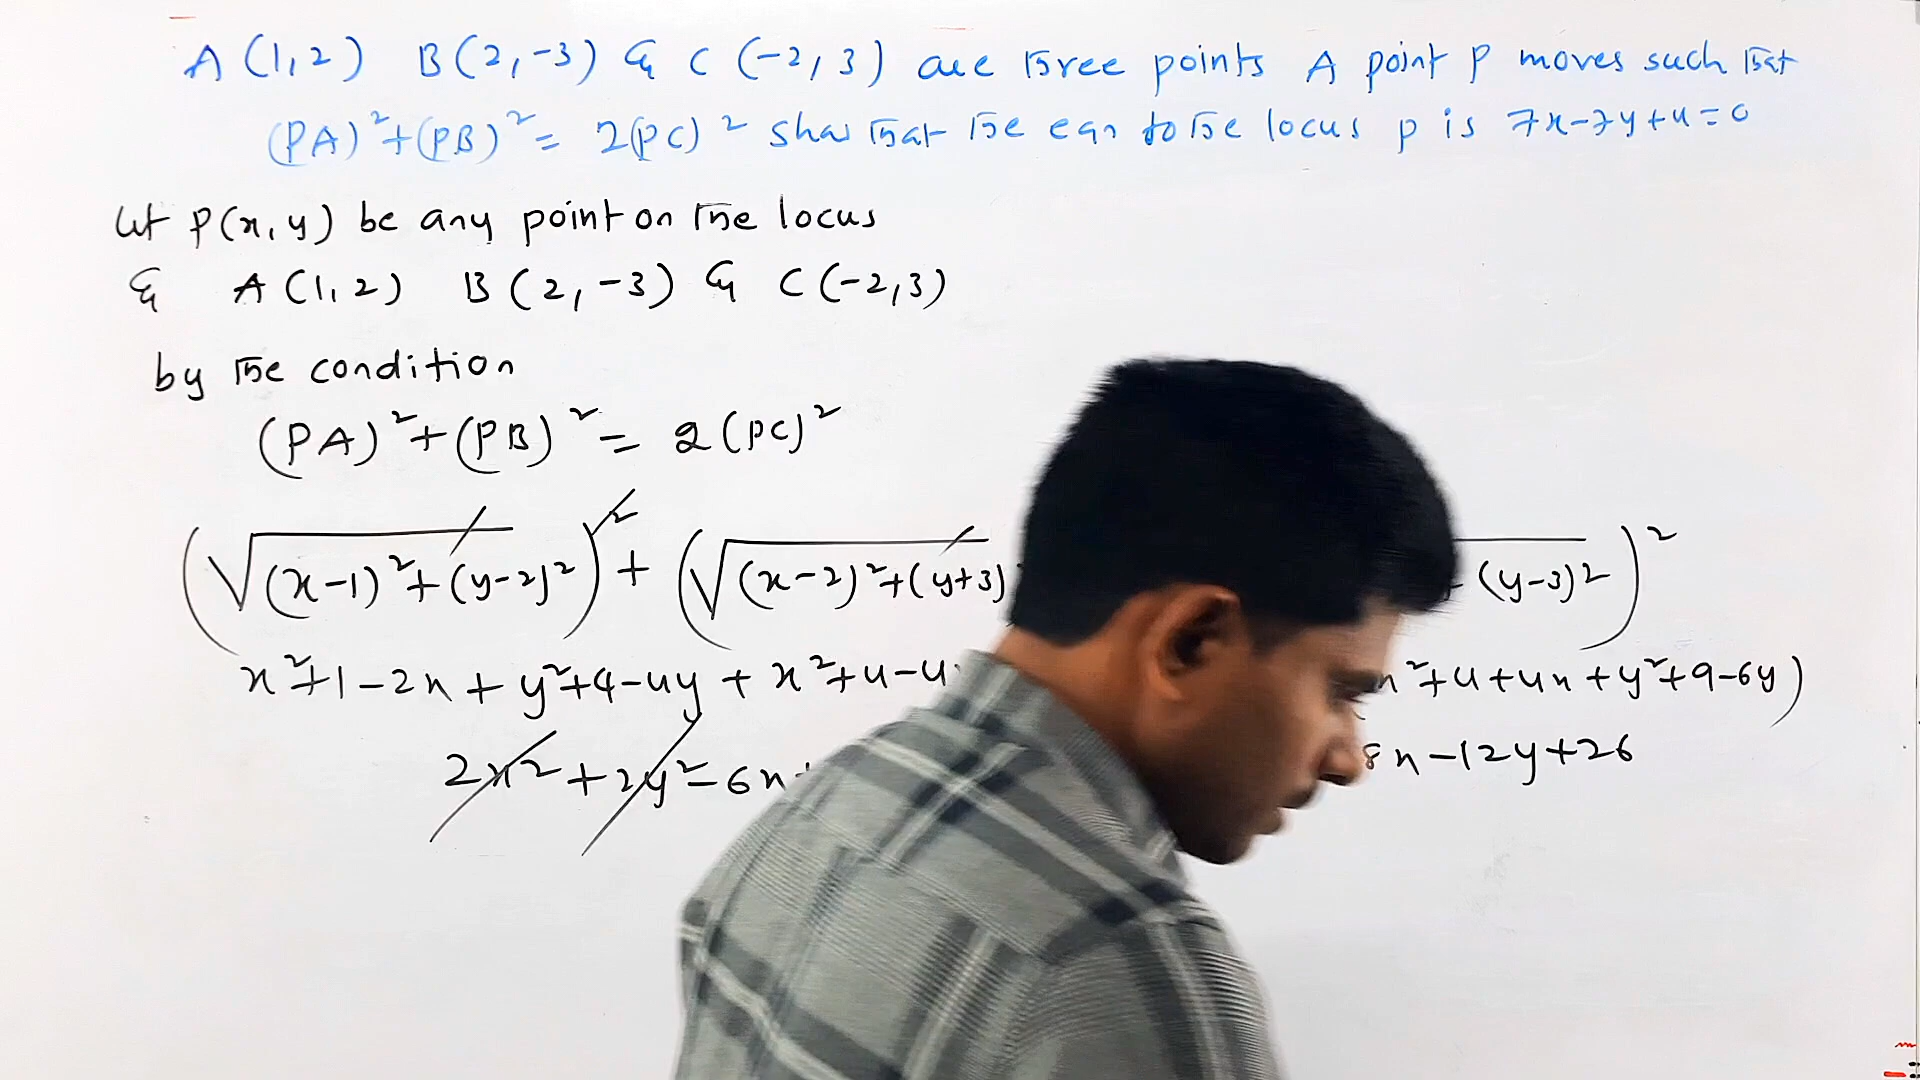 A (1,2) B (2,-3) & C (-2,3) are three points A point P moves such that
(PA)²+(PB)² = 2(PC)² show that the eqn to the locus p is 7x-7y+4=0
Let P(x,y) be any point on the locus
& A (1,2) B (2,-3) & C (-2,3)
by the condition
(PA)²+(PB)² = 2(PC)²
(√(x-1)²+(y-2)²)² + (√(x-2)²+(y+3) (y-3)²)²
x²+1-2x+y²+4-4y+x²+4-4 x²+4+4x+y²+9-6y)
2x²+2y²-6x 8x-12y+26